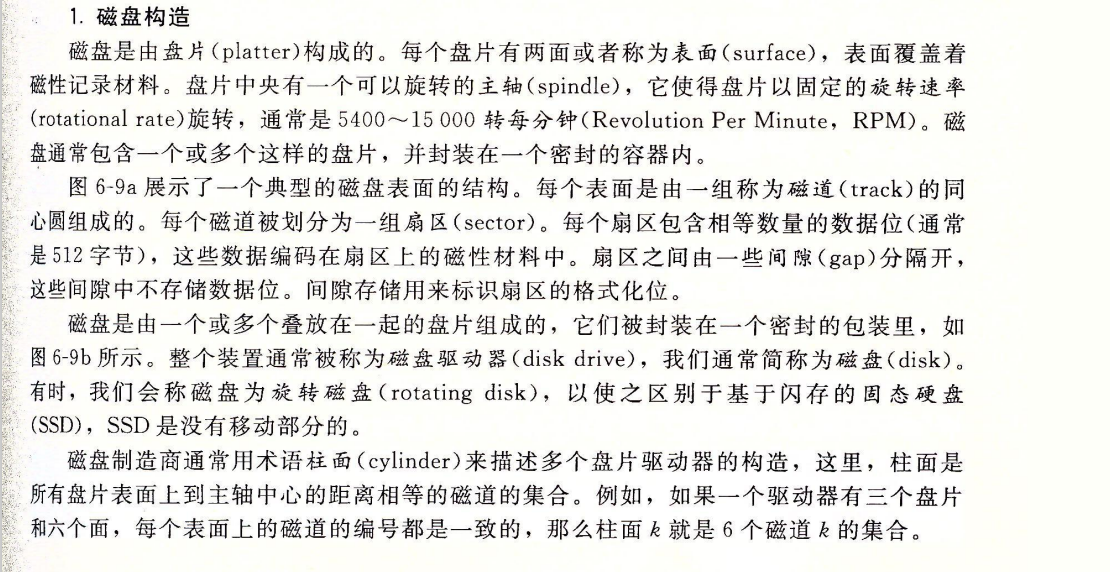 1. 磁盘构造
磁盘是由盘片(platter)构成的。每个盘片有两面或者称为表面(surface)，表面覆盖着
磁性记录材料。盘片中央有一个可以旋转的主轴(spindle)，它使得盘片以固定的旋转速率
(rotational rate)旋转，通常是 5400～15 000 转每分钟(Revolution Per Minute，RPM)。磁
盘通常包含一个或多个这样的盘片，并封装在一个密封的容器内。
图 6-9a 展示了一个典型的磁盘表面的结构。每个表面是由一组称为磁道(track)的同
心圆组成的。每个磁道被划分为一组扇区(sector)。每个扇区包含相等数量的数据位(通常
是 512 字节)，这些数据编码在扇区上的磁性材料中。扇区之间由一些间隙(gap)分隔开，
这些间隙中不存储数据位。间隙存储用来标识扇区的格式化位。
磁盘是由一个或多个叠放在一起的盘片组成的，它们被封装在一个密封的包装里，如
图 6-9b 所示。整个装置通常被称为磁盘驱动器(disk drive)，我们通常简称为磁盘(disk)。
有时，我们会称磁盘为旋转磁盘(rotating disk)，以使之区别于基于闪存的固态硬盘
(SSD)，SSD 是没有移动部分的。
磁盘制造商通常用术语柱面(cylinder)来描述多个盘片驱动器的构造，这里，柱面是
所有盘片表面上到主轴中心的距离相等的磁道的集合。例如，如果一个驱动器有三个盘片
和六个面，每个表面上的磁道的编号都是一致的，那么柱面 k 就是 6 个磁道 k 的集合。